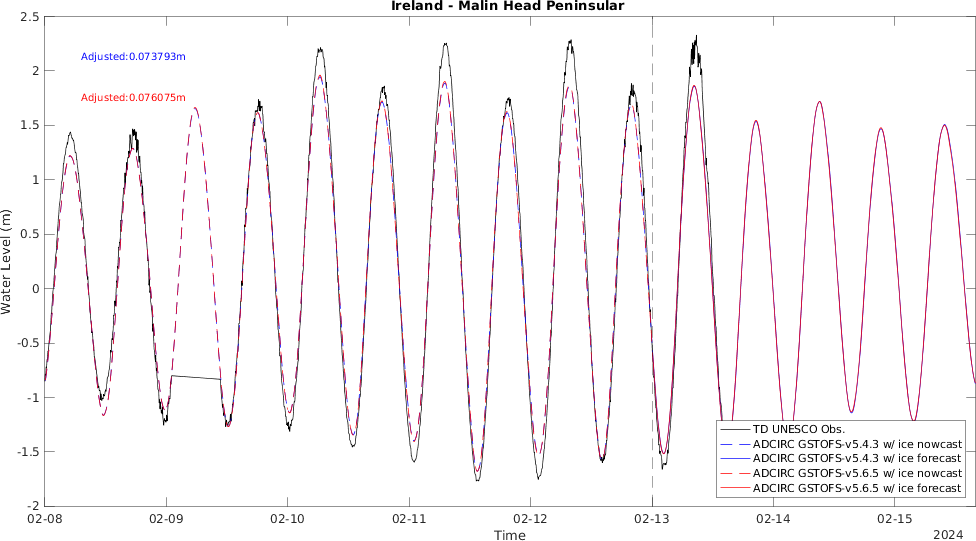 Ireland - Malin Head Peninsular
Adjusted:0.073793m
Adjusted:0.076075m
Water Level (m)
2.5
2
1.5
1
0.5
0
-0.5
-1
-1.5
-2
TD UNESCO Obs.
ADCIRC GSTOFS-v5.4.3 w/ ice nowcast
ADCIRC GSTOFS-v5.4.3 w/ ice forecast
ADCIRC GSTOFS-v5.6.5 w/ ice nowcast
ADCIRC GSTOFS-v5.6.5 w/ ice forecast
02-08 02-09 02-10 02-11 02-12 02-13 02-14 02-15
Time
2024